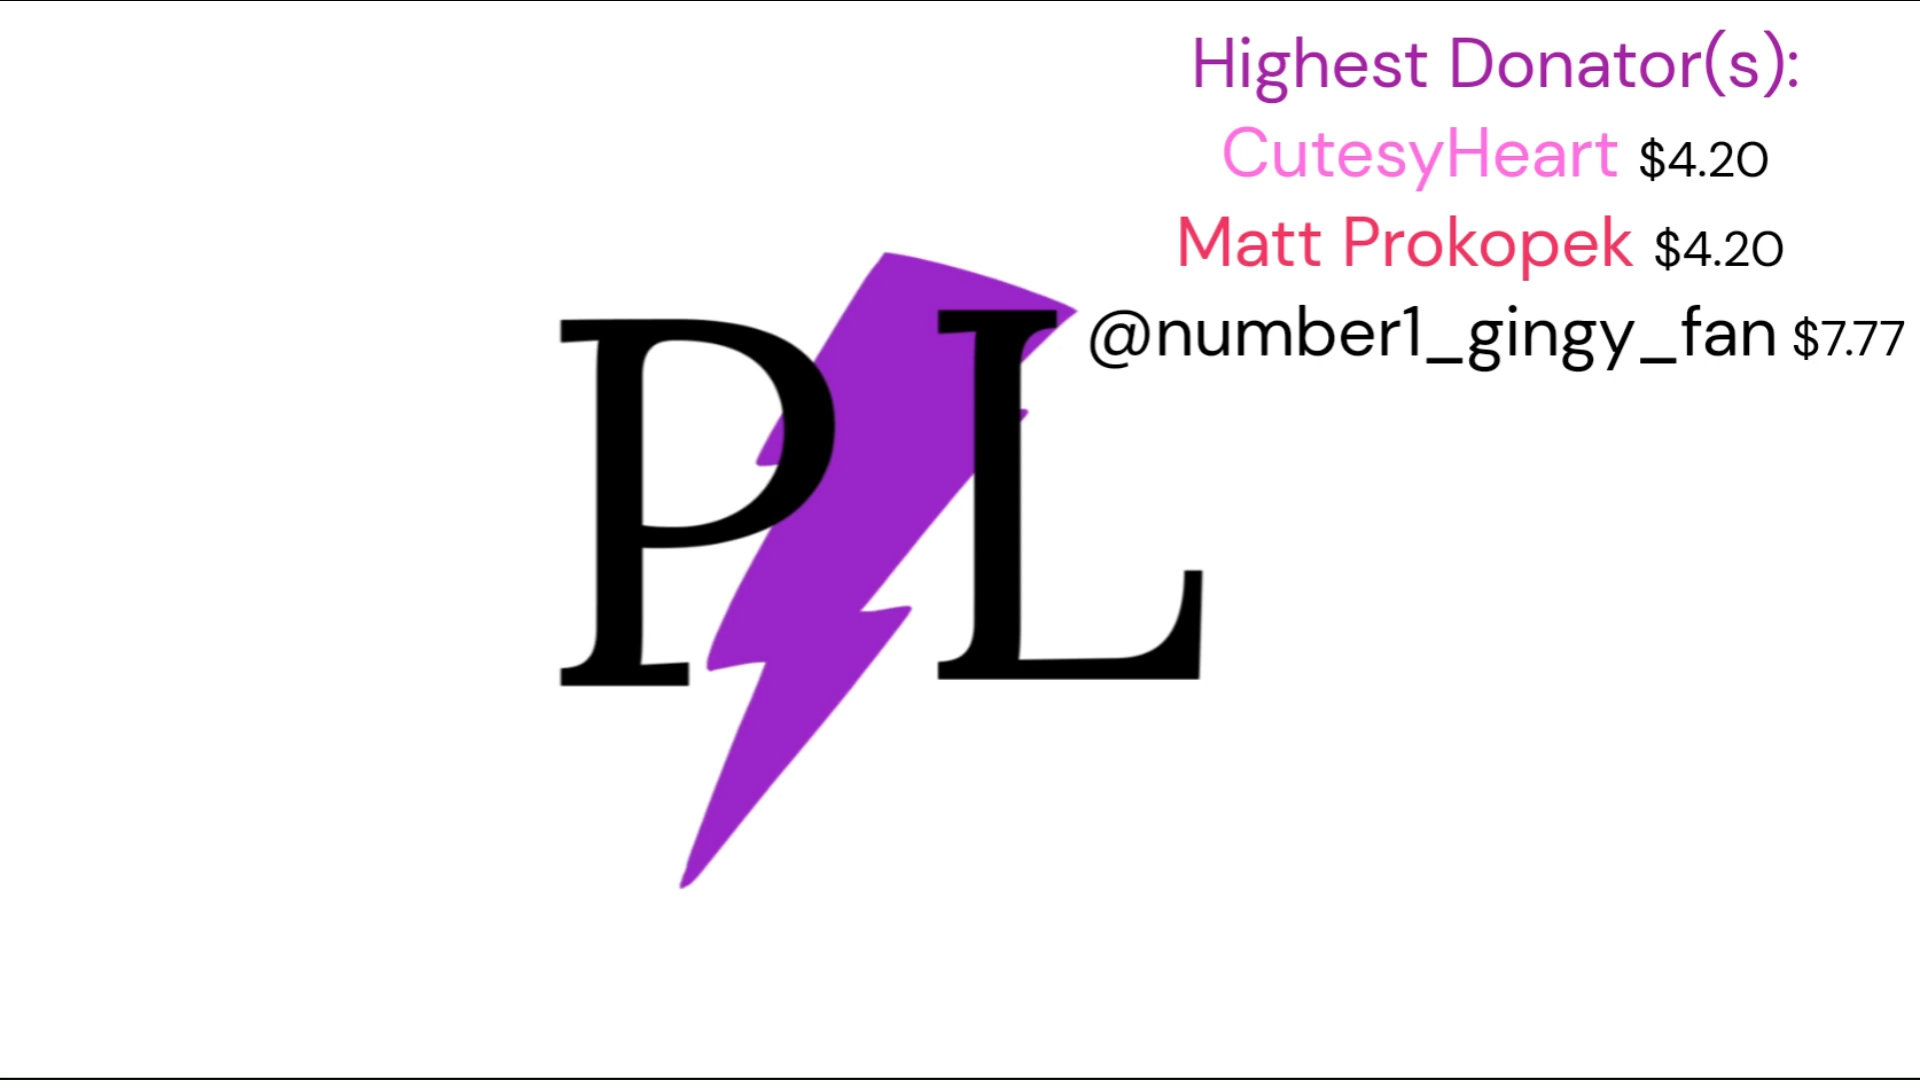 Highest Donator(s):
CutesyHeart $4.20
Matt Prokopek $4.20
@number1_gingy_fan $7.77
PL